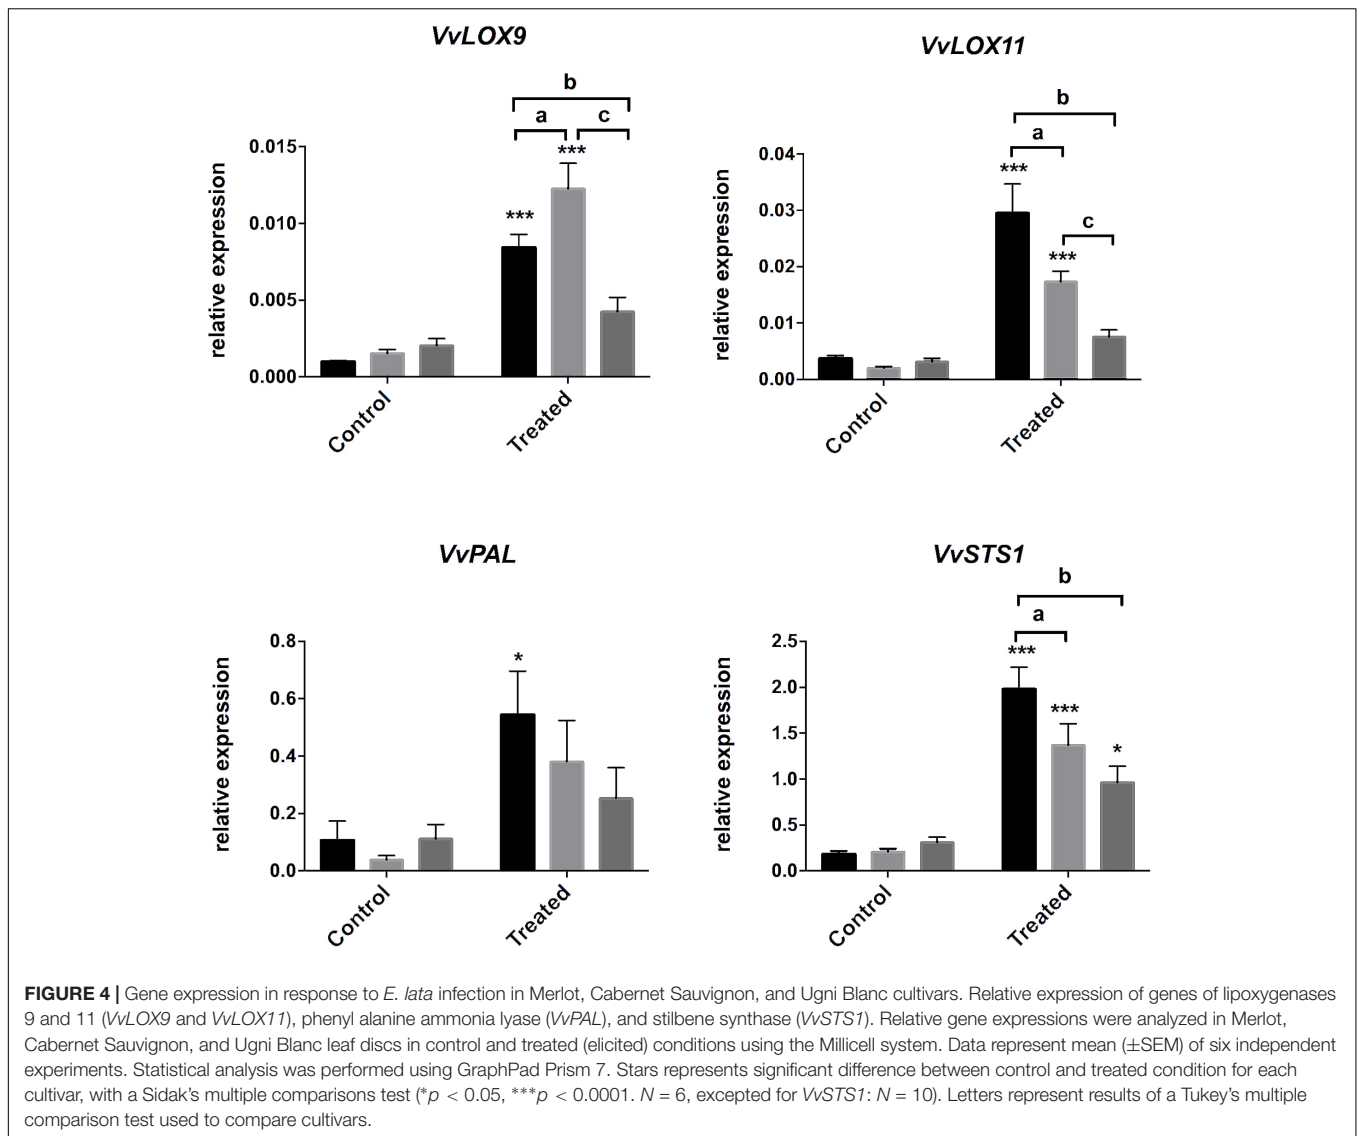 VvLOX9
b
a
c
***
***
0.015
0.010
0.005
0.000
relative expression
Control
Treated
VvLOX11
b
a
c
***
***
0.04
0.03
0.02
0.01
0.00
relative expression
Control
Treated
VvPAL
*
0.8
0.6
0.4
0.2
0.0
relative expression
Control
Treated
VvSTS1
b
a
***
***
*
2.5
2.0
1.5
1.0
0.5
0.0
relative expression
Control
Treated
FIGURE 4 | Gene expression in response to E. lata infection in Merlot, Cabernet Sauvignon, and Ugni Blanc cultivars. Relative expression of genes of lipoxygenases
9 and 11 (VvLOX9 and VvLOX11), phenyl alanine ammonia lyase (VvPAL), and stilbene synthase (VvSTS1). Relative gene expressions were analyzed in Merlot,
Cabernet Sauvignon, and Ugni Blanc leaf discs in control and treated (elicited) conditions using the Millicell system. Data represent mean (±SEM) of six independent
experiments. Statistical analysis was performed using GraphPad Prism 7. Stars represents significant difference between control and treated condition for each
cultivar, with a Sidak's multiple comparisons test (*p < 0.05, ***p < 0.0001. N = 6, excepted for VvSTS1: N = 10). Letters represent results of a Tukey's multiple
comparison test used to compare cultivars.